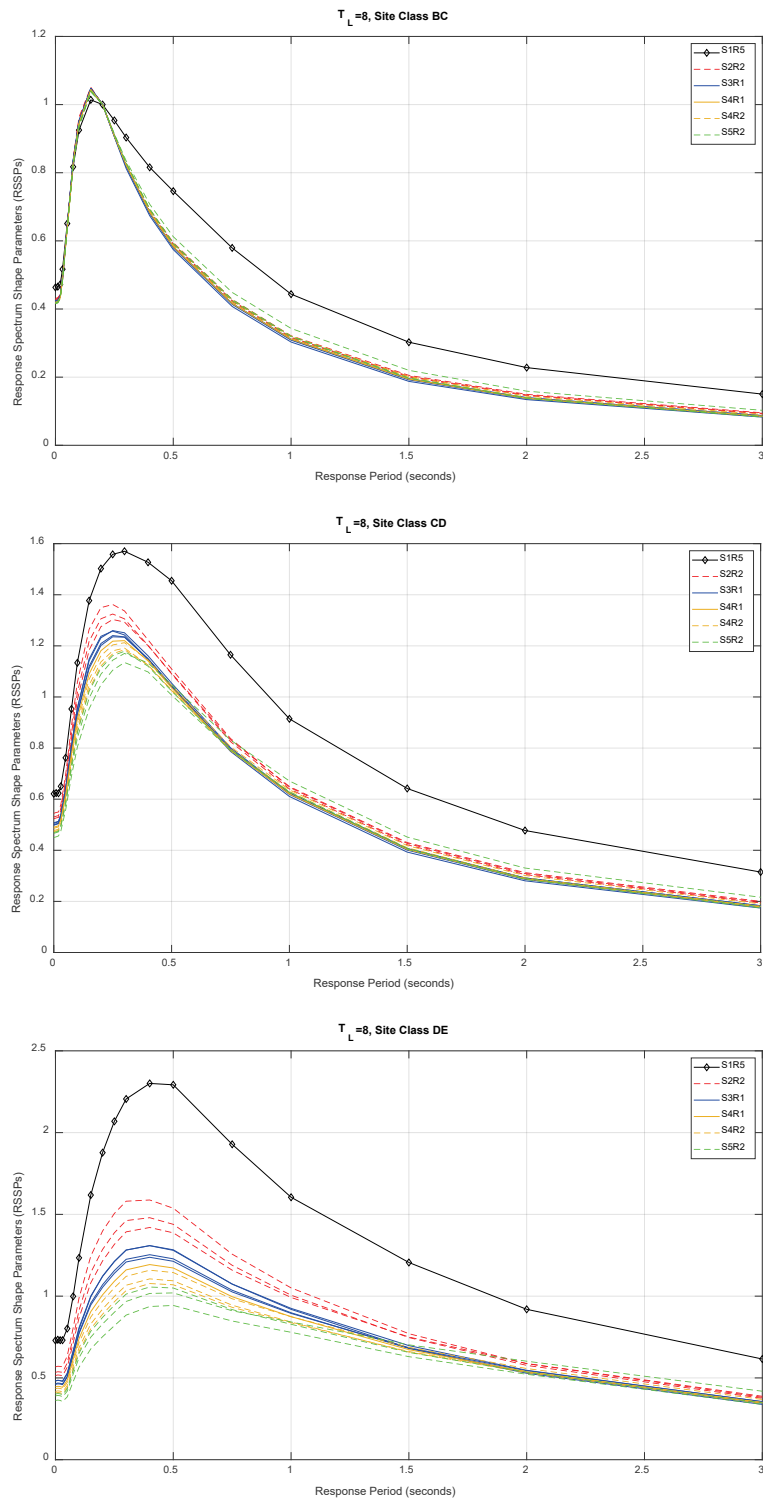 T L =8, Site Class BC
1.2
1
0.8
0.6
0.4
0.2
0
Response Spectrum Shape Parameters (RSSPs)
S1R5
S2R2
S3R1
S4R1
S4R2
S5R2
0 0.5 1 1.5 2 2.5 3
Response Period (seconds)
T L =8, Site Class CD
1.6
1.4
1.2
1
0.8
0.6
0.4
0.2
0
Response Spectrum Shape Parameters (RSSPs)
S1R5
S2R2
S3R1
S4R1
S4R2
S5R2
0 0.5 1 1.5 2 2.5 3
Response Period (seconds)
T L =8, Site Class DE
2.5
2
1.5
1
0.5
0
Response Spectrum Shape Parameters (RSSPs)
S1R5
S2R2
S3R1
S4R1
S4R2
S5R2
0 0.5 1 1.5 2 2.5 3
Response Period (seconds)